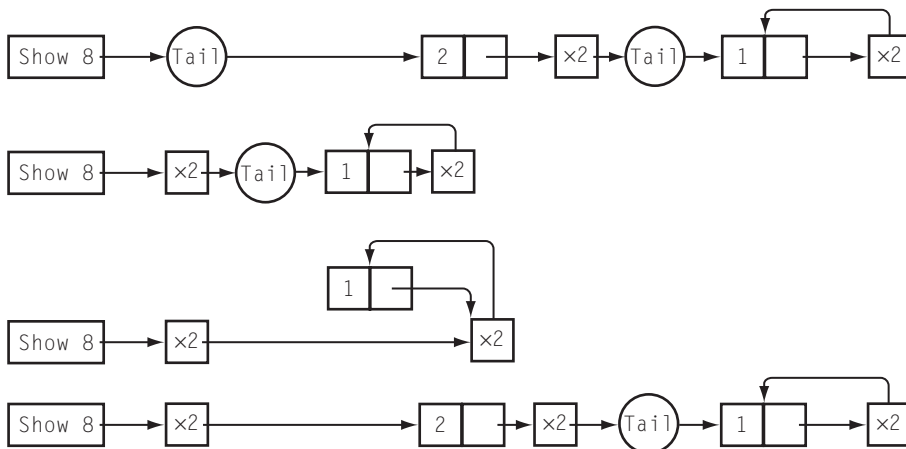 Show 8 Tail 2 ×2 Tail 1 ×2
Show 8 ×2 Tail 1 ×2
1
Show 8 ×2 ×2
Show 8 ×2 2 ×2 Tail 1 ×2